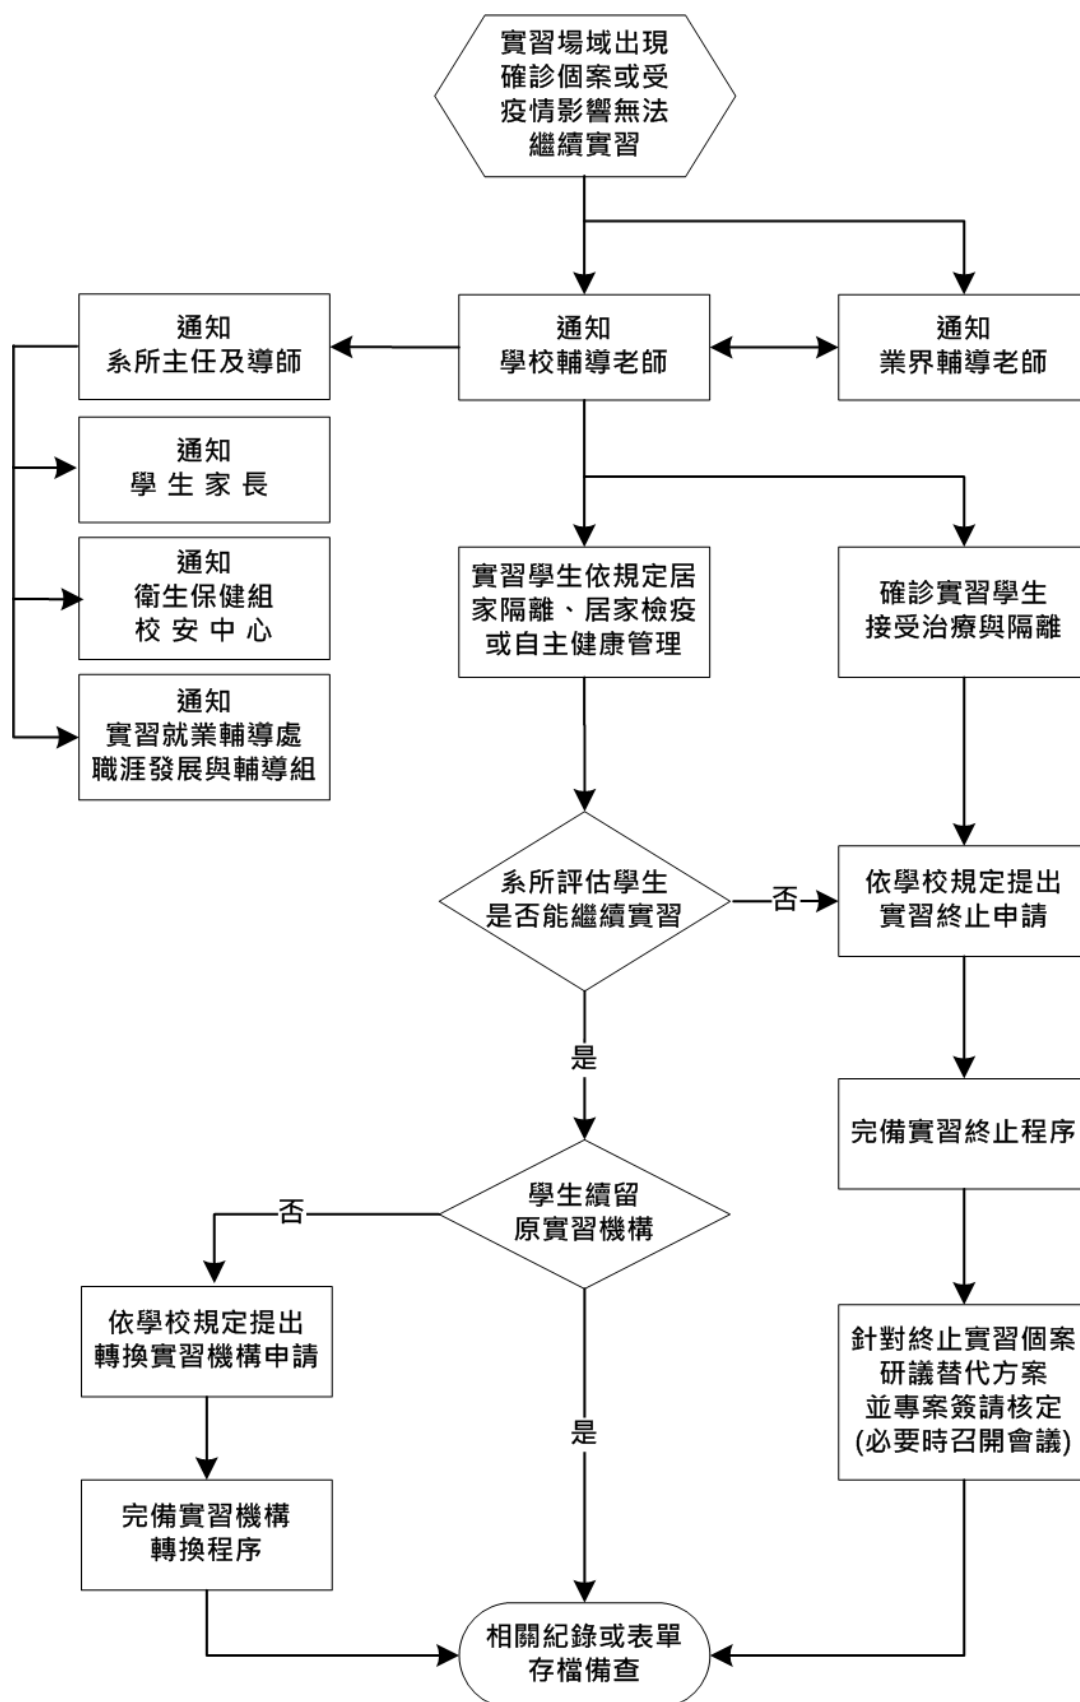 實習場域出現
確診個案或受
疫情影響無法
繼續實習
通知
系所主任及導師
通知
學校輔導老師
通知
業界輔導老師
通知
學生家長
通知
衛生保健組
校安中心
通知
實習就業輔導處
職涯發展與輔導組
實習學生依規定居
家隔離、居家檢疫
或自主健康管理
確診實習學生
接受治療與隔離
系所評估學生
是否能繼續實習
否
依學校規定提出
實習終止申請
是
完備實習終止程序
學生續留
原實習機構
否
依學校規定提出
轉換實習機構申請
是
針對終止實習個案
研議替代方案
並專案簽請核定
(必要時召開會議)
完備實習機構
轉換程序
相關紀錄或表單
存檔備查